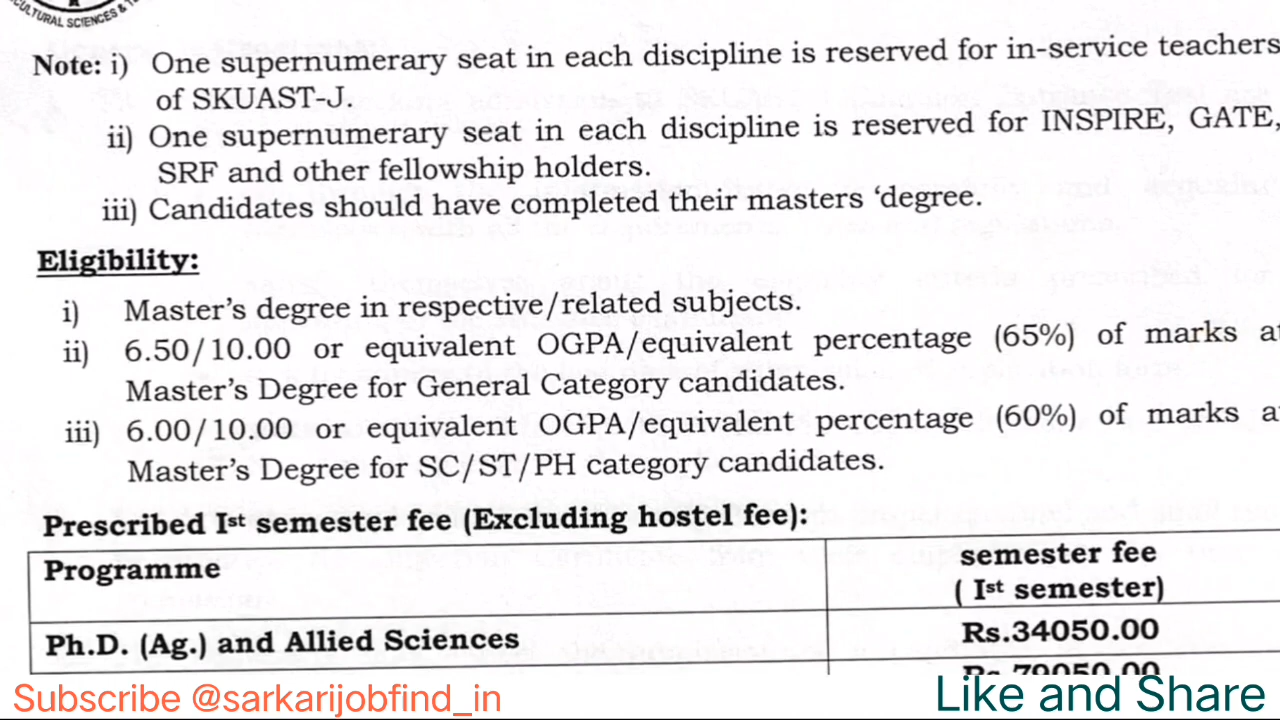 CULTURAL SCIENCES &
Note: i) One supernumerary seat in each discipline is reserved for in-service teachers
of SKUAST-J.
ii) One supernumerary seat in each discipline is reserved for INSPIRE, GATE,
SRF and other fellowship holders.
iii) Candidates should have completed their masters ‘degree.
Eligibility:
i) Master’s degree in respective/related subjects.
ii) 6.50/10.00 or equivalent OGPA/equivalent percentage (65%) of marks at
Master’s Degree for General Category candidates.
iii) 6.00/10.00 or equivalent OGPA/equivalent percentage (60%) of marks at
Master’s Degree for SC/ST/PH category candidates.
Prescribed Ist semester fee (Excluding hostel fee):
Programme
semester fee
( Ist semester)
Ph.D. (Ag.) and Allied Sciences
Rs.34050.00
Rs.79050.00
Subscribe @sarkarijobfind_in
Like and Share